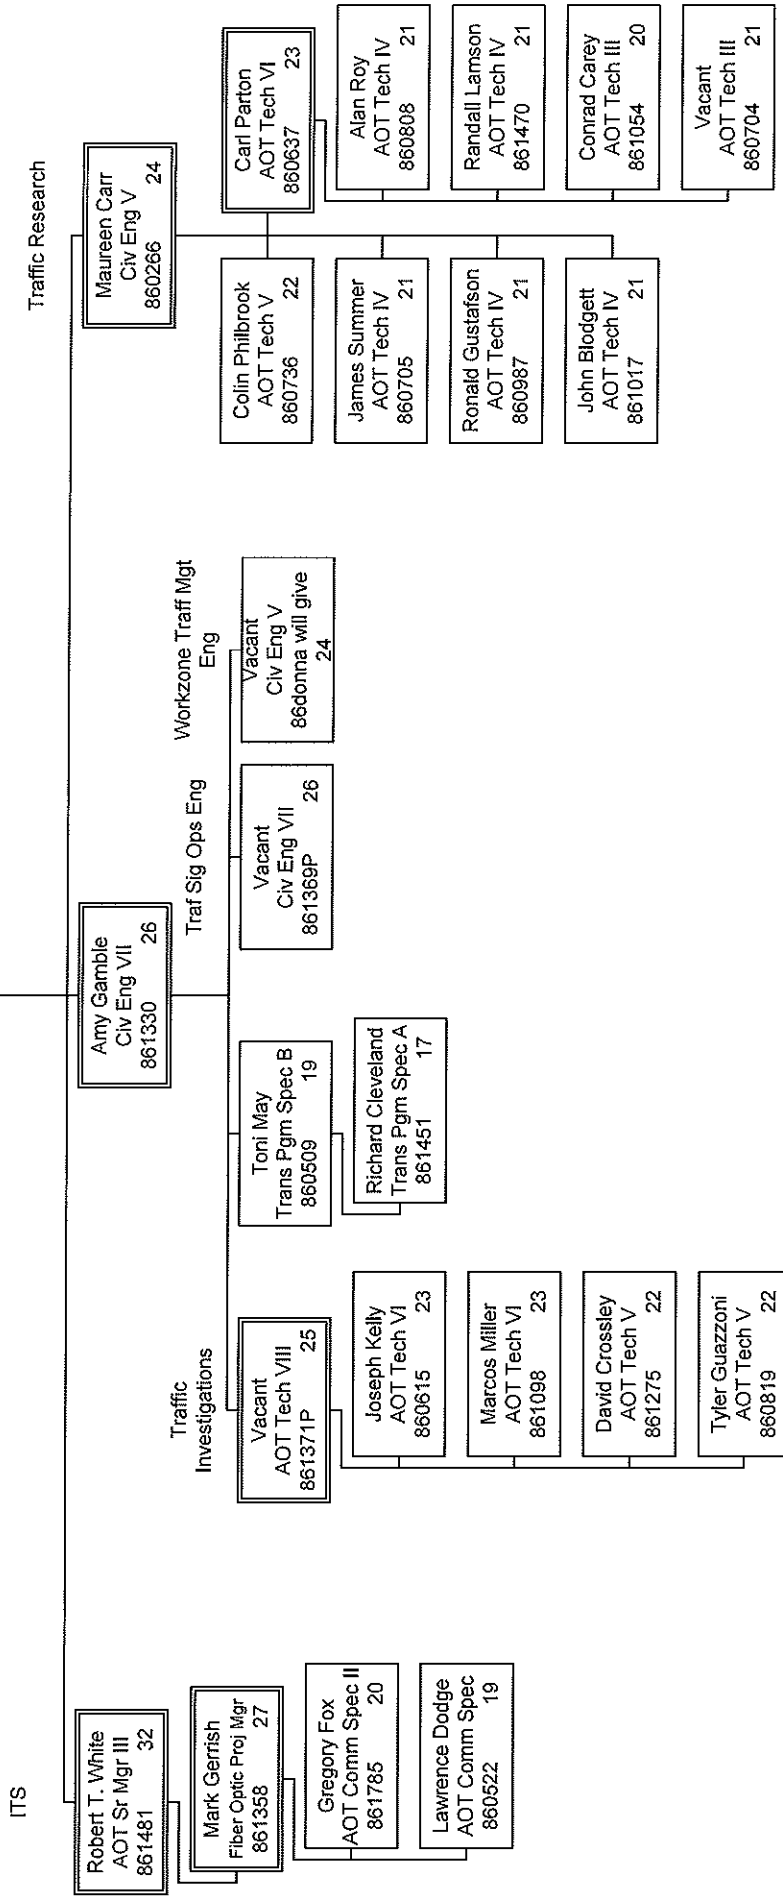 ITS
Robert T. White
AOT Sr Mgr III
861481 32
Mark Gerrish
Fiber Optic Proj Mgr
861358 27
Gregory Fox
AOT Comm Spec II
861785 20
Lawrence Dodge
AOT Comm Spec
860522 19
Amy Gamble
Civ Eng VII
861330 26
Traffic
Investigations
Vacant
AOT Tech VIII
861371P 25
Joseph Kelly
AOT Tech VI
860615 23
Marcos Miller
AOT Tech VI
861098 23
David Crossley
AOT Tech V
861275 22
Tyler Guazzoni
AOT Tech V
860819 22
Toni May
Trans Pgm Spec B
860509 19
Richard Cleveland
Trans Pgm Spec A
861451 17
Traf Sig Ops Eng
Vacant
Civ Eng VII
861369P 26
Workzone Traff Mgt
Eng
Vacant
Civ Eng V
86donna will give
24
Traffic Research
Maureen Carr
Civ Eng V
860266 24
Colin Philbrook
AOT Tech V
860736 22
James Summer
AOT Tech IV
860705 21
Ronald Gustafson
AOT Tech IV
860987 21
John Blodgett
AOT Tech IV
861017 21
Carl Parton
AOT Tech VI
860637 23
Alan Roy
AOT Tech IV
860808 21
Randall Lamson
AOT Tech IV
861470 21
Conrad Carey
AOT Tech III
861054 20
Vacant
AOT Tech III
860704 21